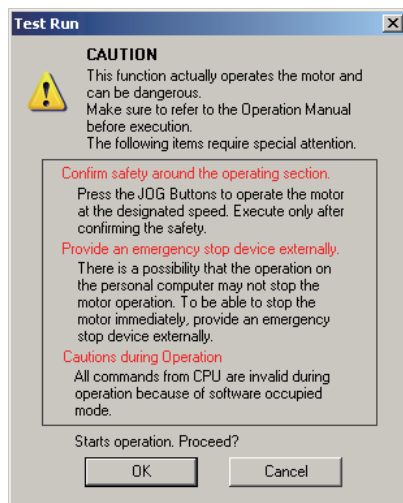 Test Run
CAUTION
This function actually operates the motor and
can be dangerous.
Make sure to refer to the Operation Manual
before execution.
The following items require special attention.
Confirm safety around the operating section.
Press the JOG Buttons to operate the motor
at the designated speed. Execute only after
confirming the safety.
Provide an emergency stop device externally.
There is a possibility that the operation on
the personal computer may not stop the
motor operation. To be able to stop the
motor immediately, provide an emergency
stop device externally.
Cautions during Operation
All commands from CPU are invalid during
operation because of software occupied
mode.
Starts operation. Proceed?
OK
Cancel